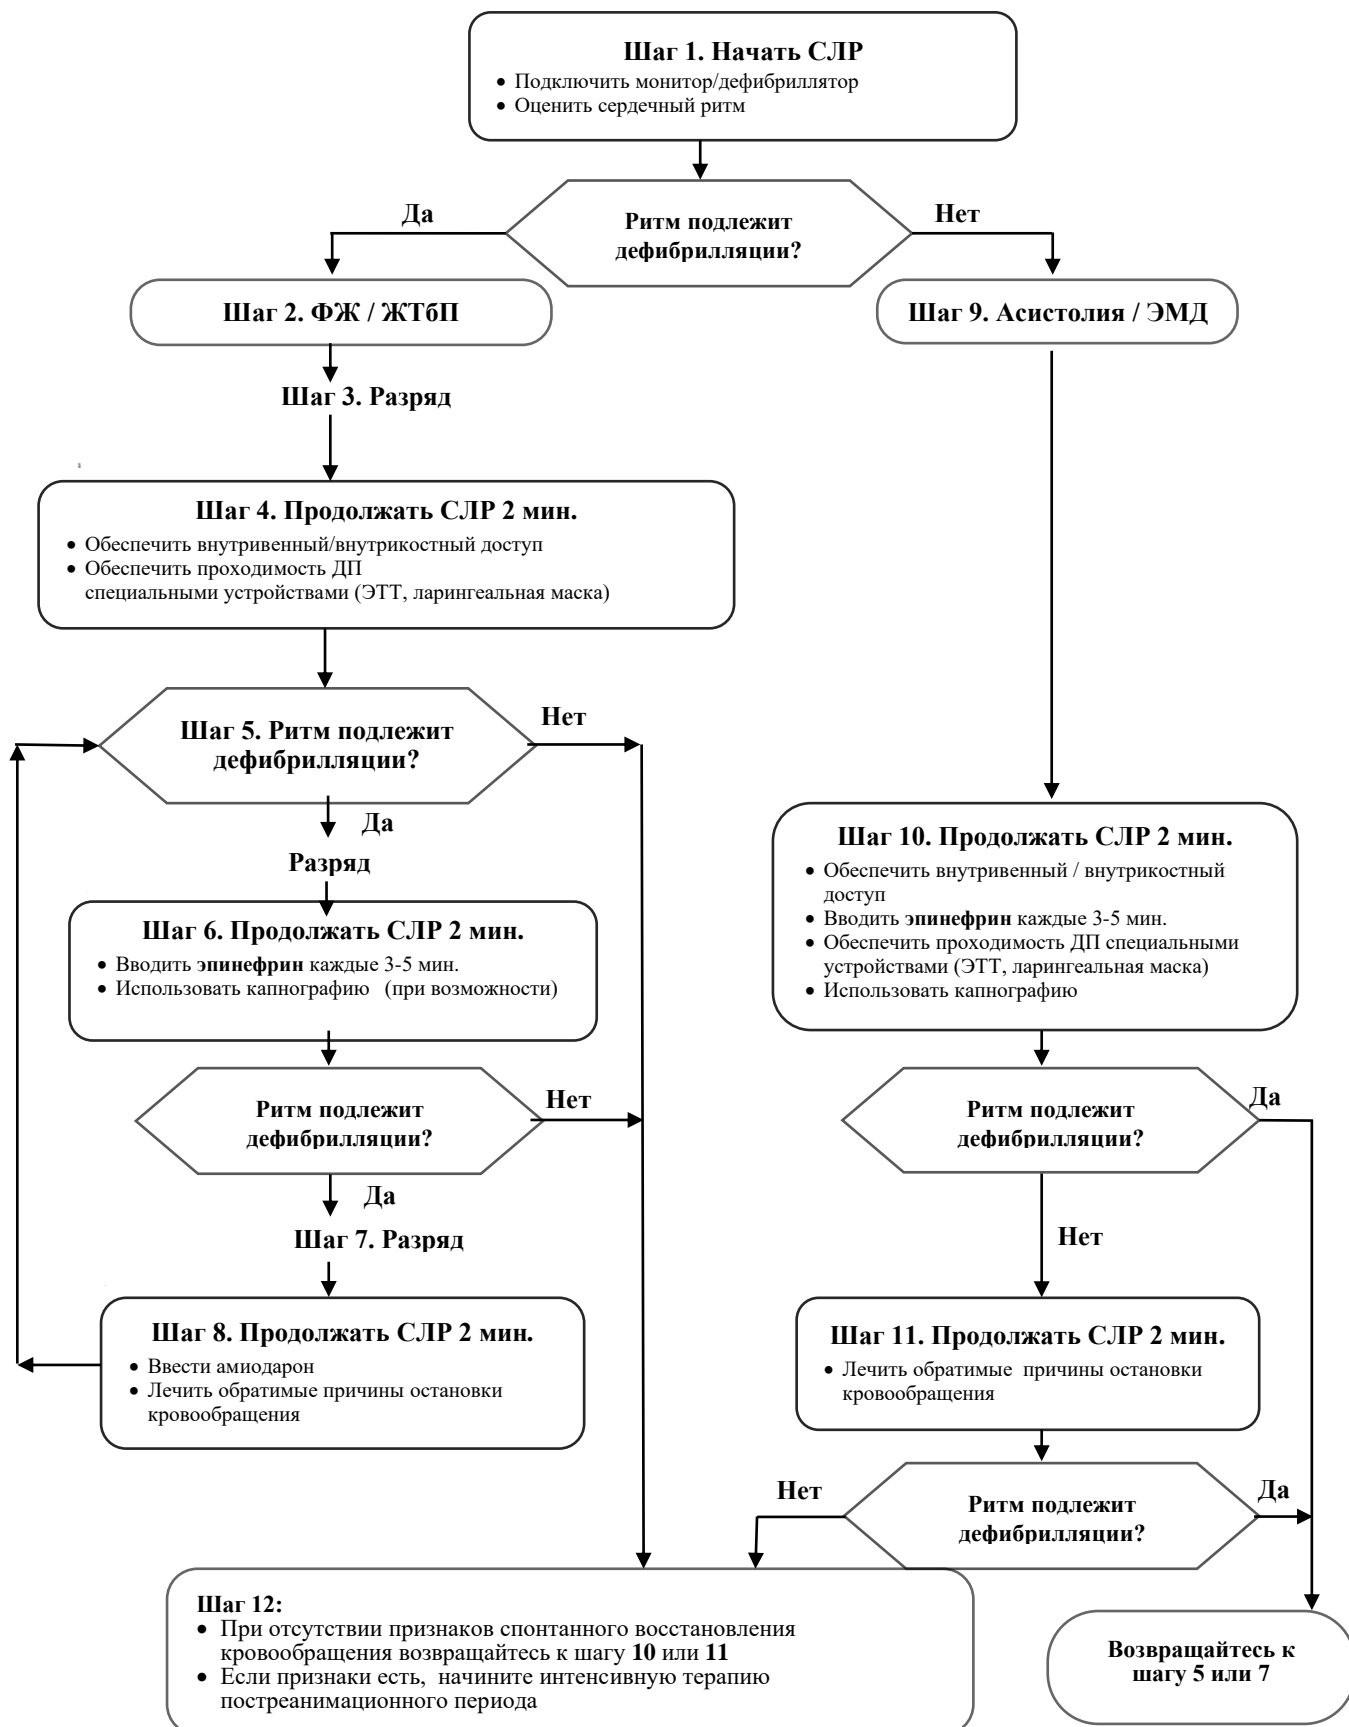 Шаг 1. Начать СЛР
• Подключить монитор/дефибриллятор
• Оценить сердечный ритм
Да
Ритм подлежит
дефибрилляции?
Нет
Шаг 2. ФЖ / ЖТбП
Шаг 9. Асистолия / ЭМД
Шаг 3. Разряд
Шаг 4. Продолжать СЛР 2 мин.
• Обеспечить внутривенный/внутрикостный доступ
• Обеспечить проходимость ДП
специальными устройствами (ЭТТ, ларингеальная маска)
Шаг 5. Ритм подлежит
дефибрилляции?
Нет
Да
Разряд
Шаг 6. Продолжать СЛР 2 мин.
• Вводить эпинефрин каждые 3-5 мин.
• Использовать капнографию (при возможности)
Ритм подлежит
дефибрилляции?
Нет
Да
Шаг 7. Разряд
Шаг 8. Продолжать СЛР 2 мин.
• Ввести амиодарон
• Лечить обратимые причины остановки
кровообращения
Шаг 10. Продолжать СЛР 2 мин.
• Обеспечить внутривенный / внутрикостный
доступ
• Вводить эпинефрин каждые 3-5 мин.
• Обеспечить проходимость ДП специальными
устройствами (ЭТТ, ларингеальная маска)
• Использовать капнографию
Ритм подлежит
дефибрилляции?
Да
Нет
Шаг 11. Продолжать СЛР 2 мин.
• Лечить обратимые причины остановки
кровообращения
Нет
Ритм подлежит
дефибрилляции?
Да
Шаг 12:
• При отсутствии признаков спонтанного восстановления
кровообращения возвращайтесь к шагу 10 или 11
• Если признаки есть, начините интенсивную терапию
постреанимационного периода
Возвращайтесь к
шагу 5 или 7